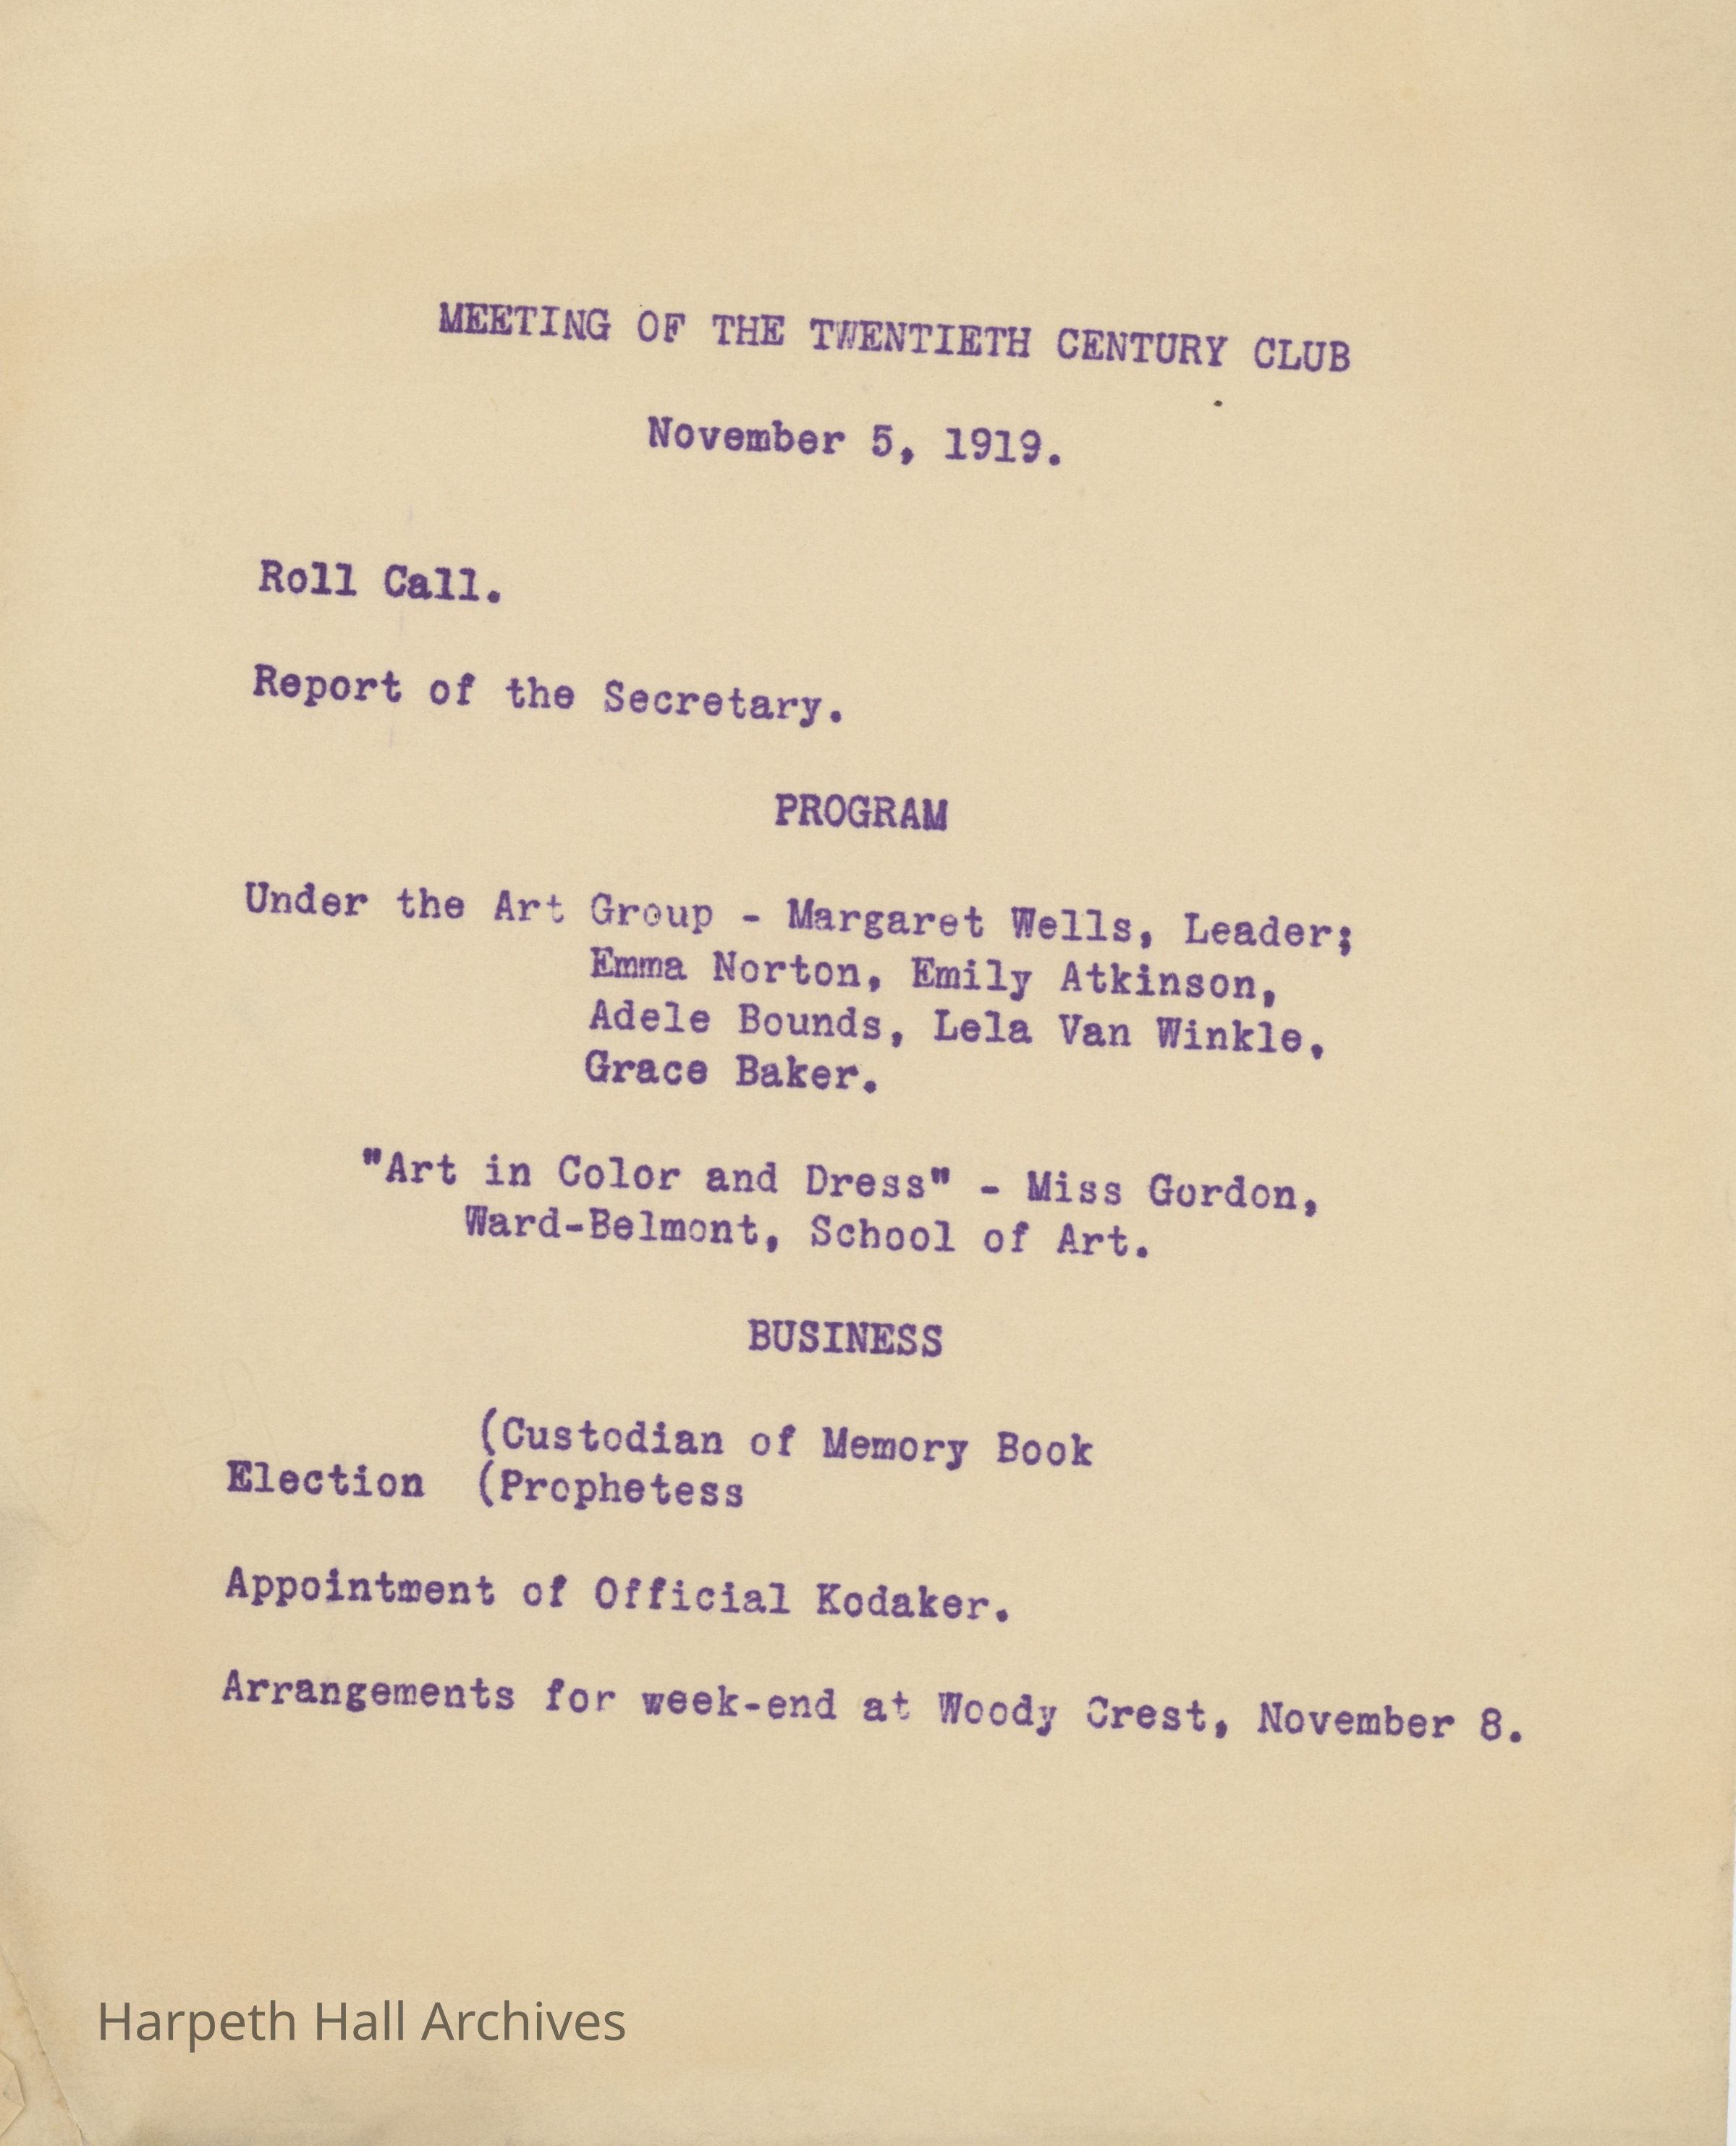 MEETING OF THE TWENTIETH CENTURY CLUB
November 5, 1919.
Roll Call.
Report of the Secretary.
PROGRAM
Under the Art Group - Margaret Wells, Leader;
Emma Norton, Emily Atkinson,
Adele Bounds, Lela Van Winkle,
Grace Baker.
"Art in Color and Dress" - Miss Gordon,
Ward-Belmont, School of Art.
BUSINESS
(Custodian of Memory Book
Election (Prophetess
Appointment of Official Kodaker.
Arrangements for week-end at Woody Crest, November 8.
Harpeth Hall Archives